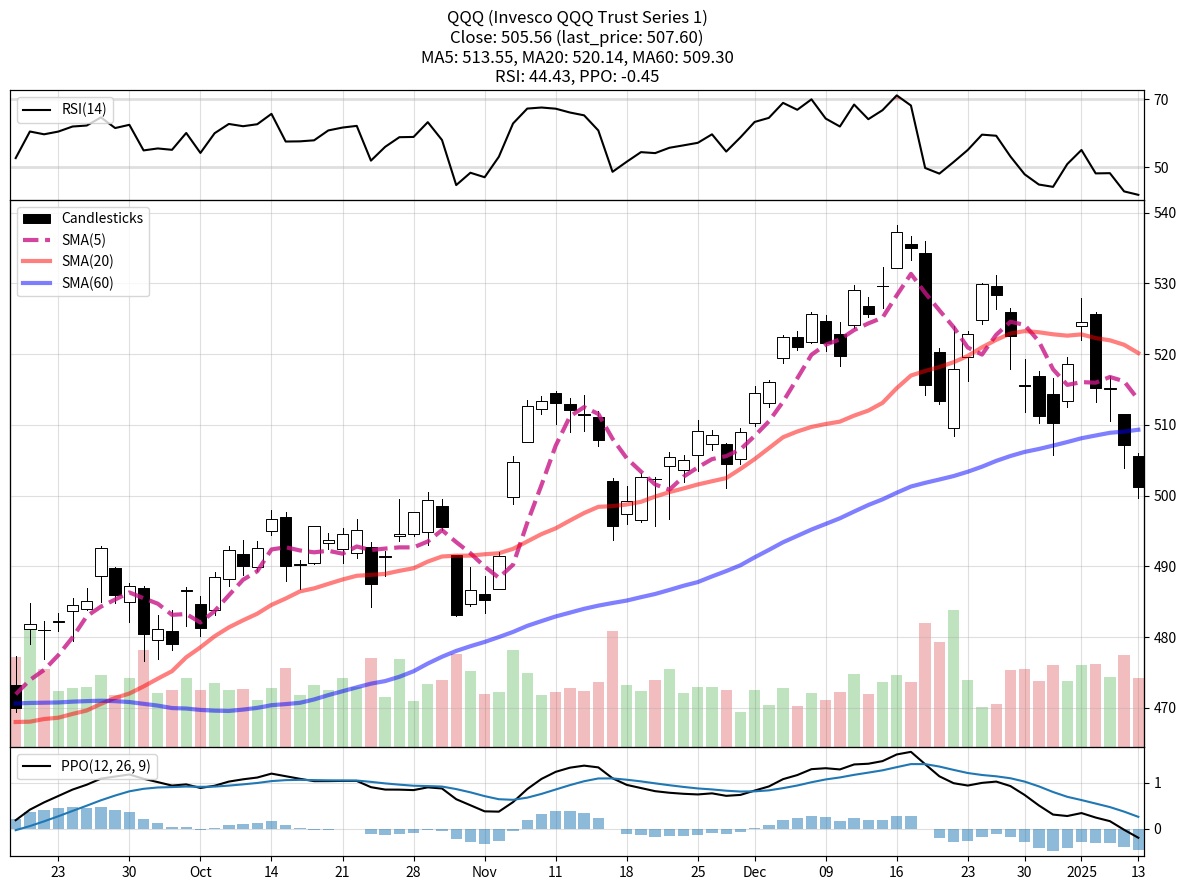 QQQ (Invesco QQQ Trust Series 1)
Close: 505.56 (last_price: 507.60)
MA5: 513.55, MA20: 520.14, MA60: 509.30
RSI: 44.43, PPO: -0.45
RSI(14)
70
50
Candlesticks
SMA(5)
SMA(20)
SMA(60)
540
530
520
510
500
490
480
470
PPO(12, 26, 9)
1
0
23 30 Oct 14 21 28 Nov 11 18 25 Dec 09 16 23 30 2025 13